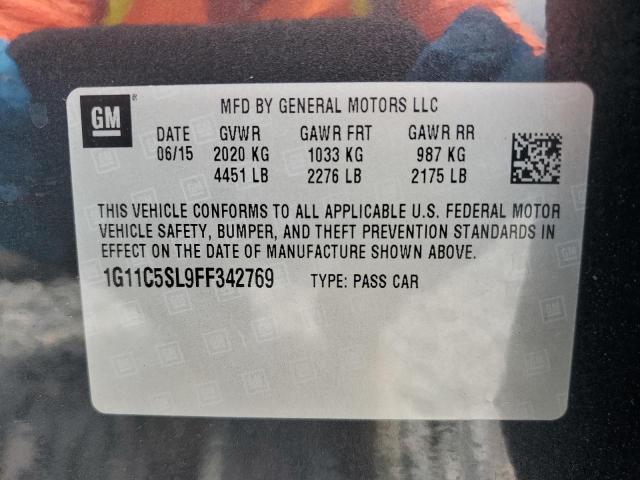 GM ® MFD BY GENERAL MOTORS LLC
DATE GVWR GAWR FRT GAWR RR
06/15 2020 KG 1033 KG 987 KG
4451 LB 2276 LB 2175 LB
THIS VEHICLE CONFORMS TO ALL APPLICABLE U.S. FEDERAL MOTOR
VEHICLE SAFETY, BUMPER, AND THEFT PREVENTION STANDARDS IN
EFFECT ON THE DATE OF MANUFACTURE SHOWN ABOVE.
1G11C5SL9FF342769 TYPE: PASS CAR